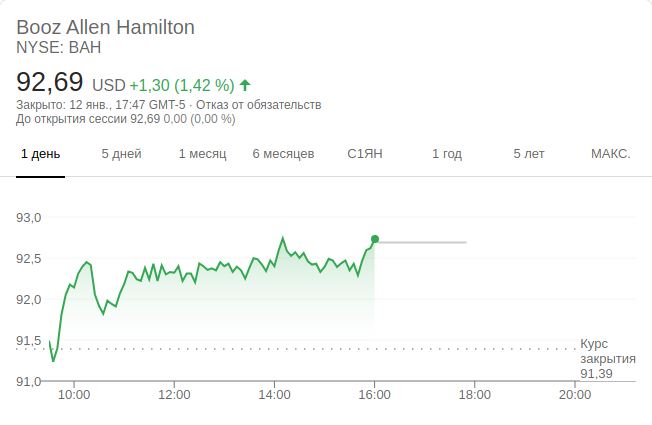 Booz Allen Hamilton
NYSE: BAH
92,69 USD +1,30 (1,42 %)
Закрыто: 12 янв., 17:47 GMT-5 · Отказ от обязательств
До открытия сессии 92,69 0,00 (0,00 %)
1 день 5 дней 1 месяц 6 месяцев С1ЯН 1 год 5 лет МАКС.
93,0
92,5
92,0
91,5
Курс
закрытия
91,39
91,0
10:00 12:00 14:00 16:00 18:00 20:00